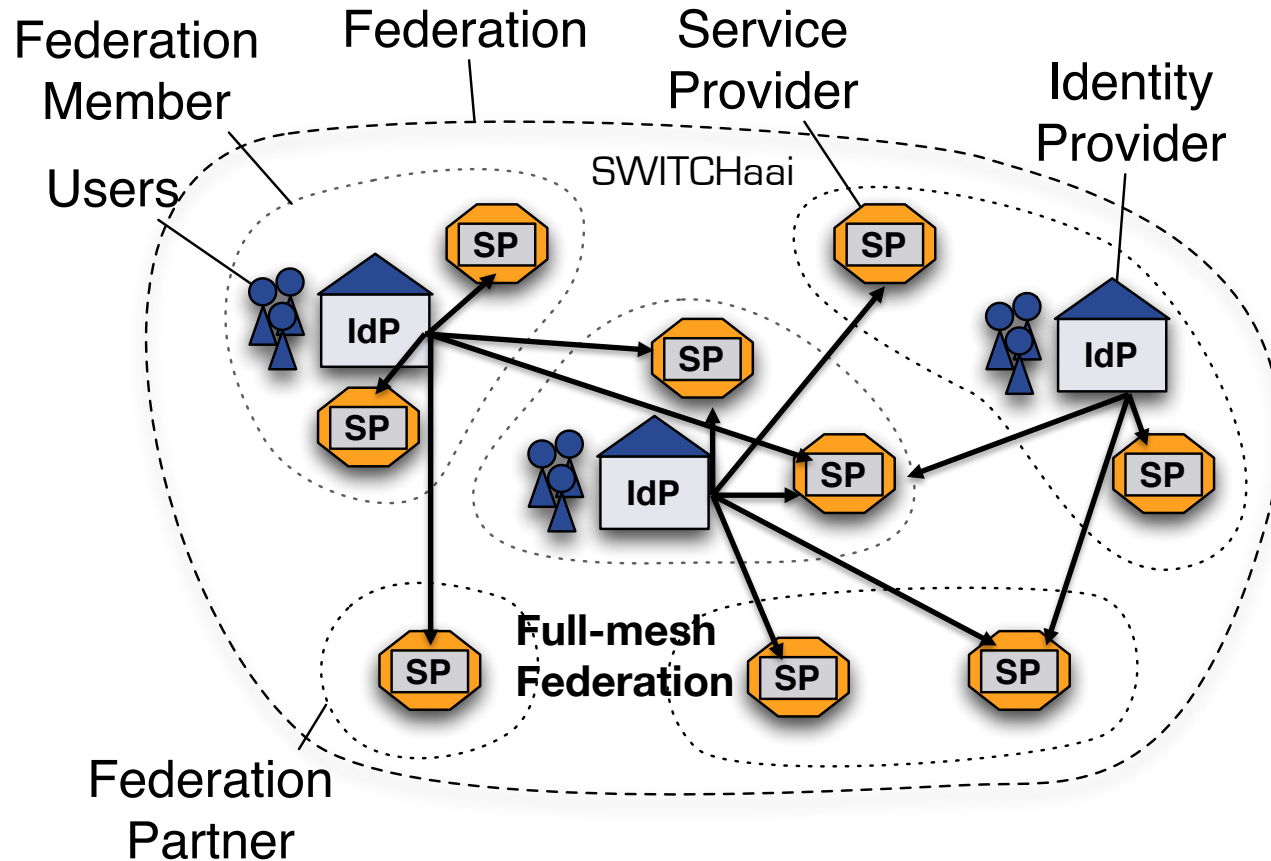 Federation
Member
Federation
Service
Provider
Identity
Provider
Users
SWITCHaai
SP
SP
IdP
SP
IdP
SP
SP
IdP
SP
SP
Full-mesh
Federation
SP
SP
SP
Federation
Partner